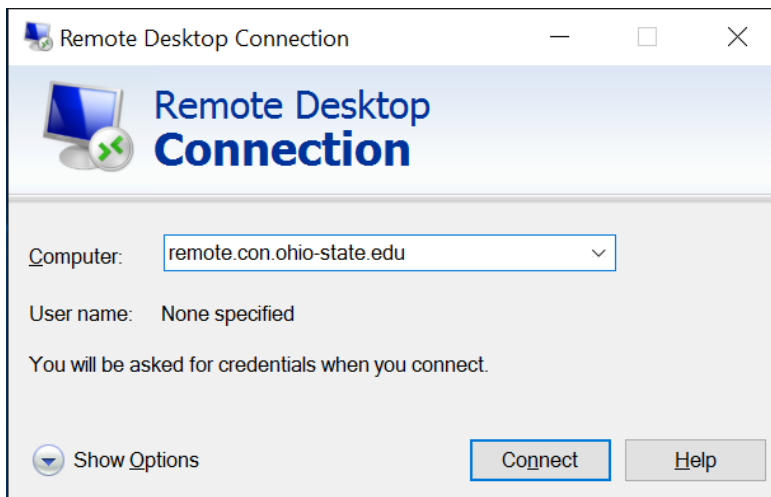 Remote Desktop Connection
Remote Desktop
Connection
Computer: remote.con.ohio-state.edu
User name: None specified
You will be asked for credentials when you connect.
Show Options Connect Help